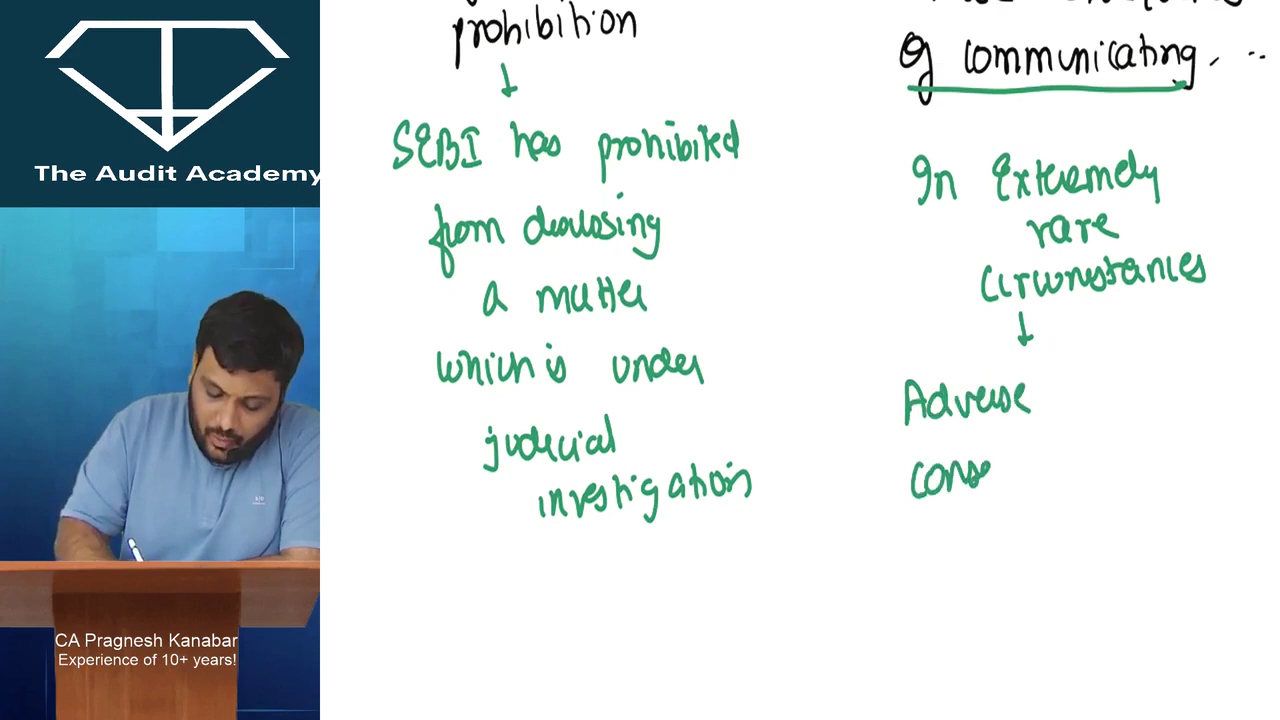 The Audit Academy
CA Pragnesh Kanabar
Experience of 10+ years!
prohibition
SEBI has prohibited
from disclosing
a matter
which is under
judicial
investigation
of communicating. ..
In Extremely
rare
Circumstances
Adverse
conse